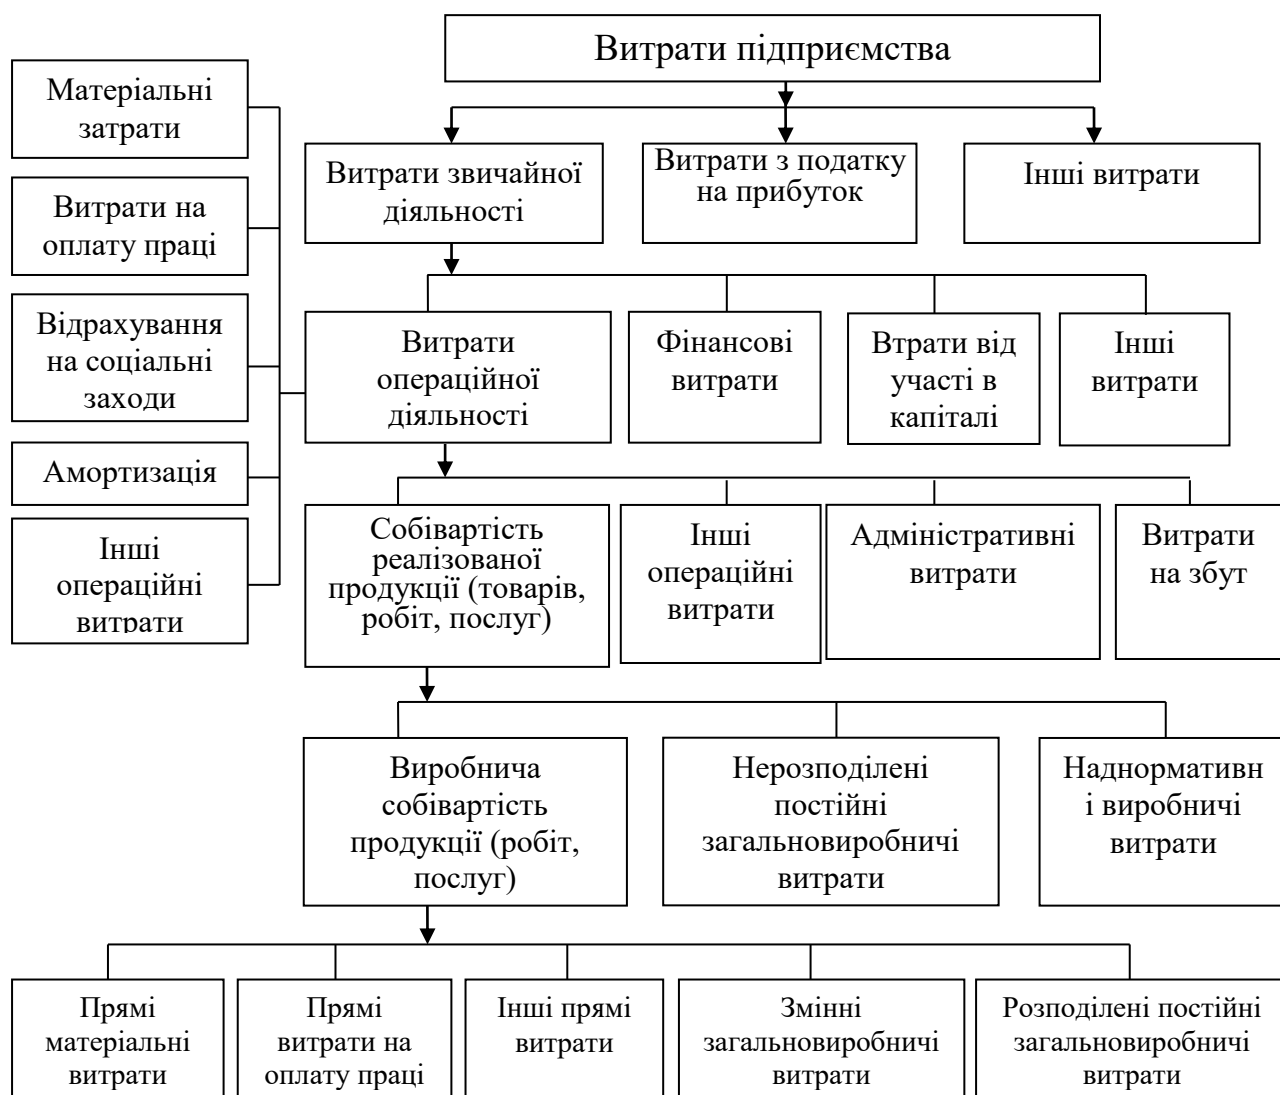 Витрати підприємства
Матеріальні
затрати
Витрати на
оплату праці
Відрахування
на соціальні
заходи
Амортизація
Інші
операційні
витрати
Витрати звичайної
діяльності
Витрати з податку
на прибуток
Інші витрати
Витрати
операційної
діяльності
Фінансові
витрати
Втрати від
участі в
капіталі
Інші
витрати
Собівартість
реалізованої
продукції (товарів,
робіт, послуг)
Інші
операційні
витрати
Адміністративні
витрати
Витрати
на збут
Виробнича
собівартість
продукції (робіт,
послуг)
Нерозподілені
постійні
загальновиробничі
витрати
Наднормативн
і виробничі
витрати
Прямі
матеріальні
витрати
Прямі
витрати на
оплату праці
Інші прямі
витрати
Змінні
загальновиробничі
витрати
Розподілені постійні
загальновиробничі
витрати